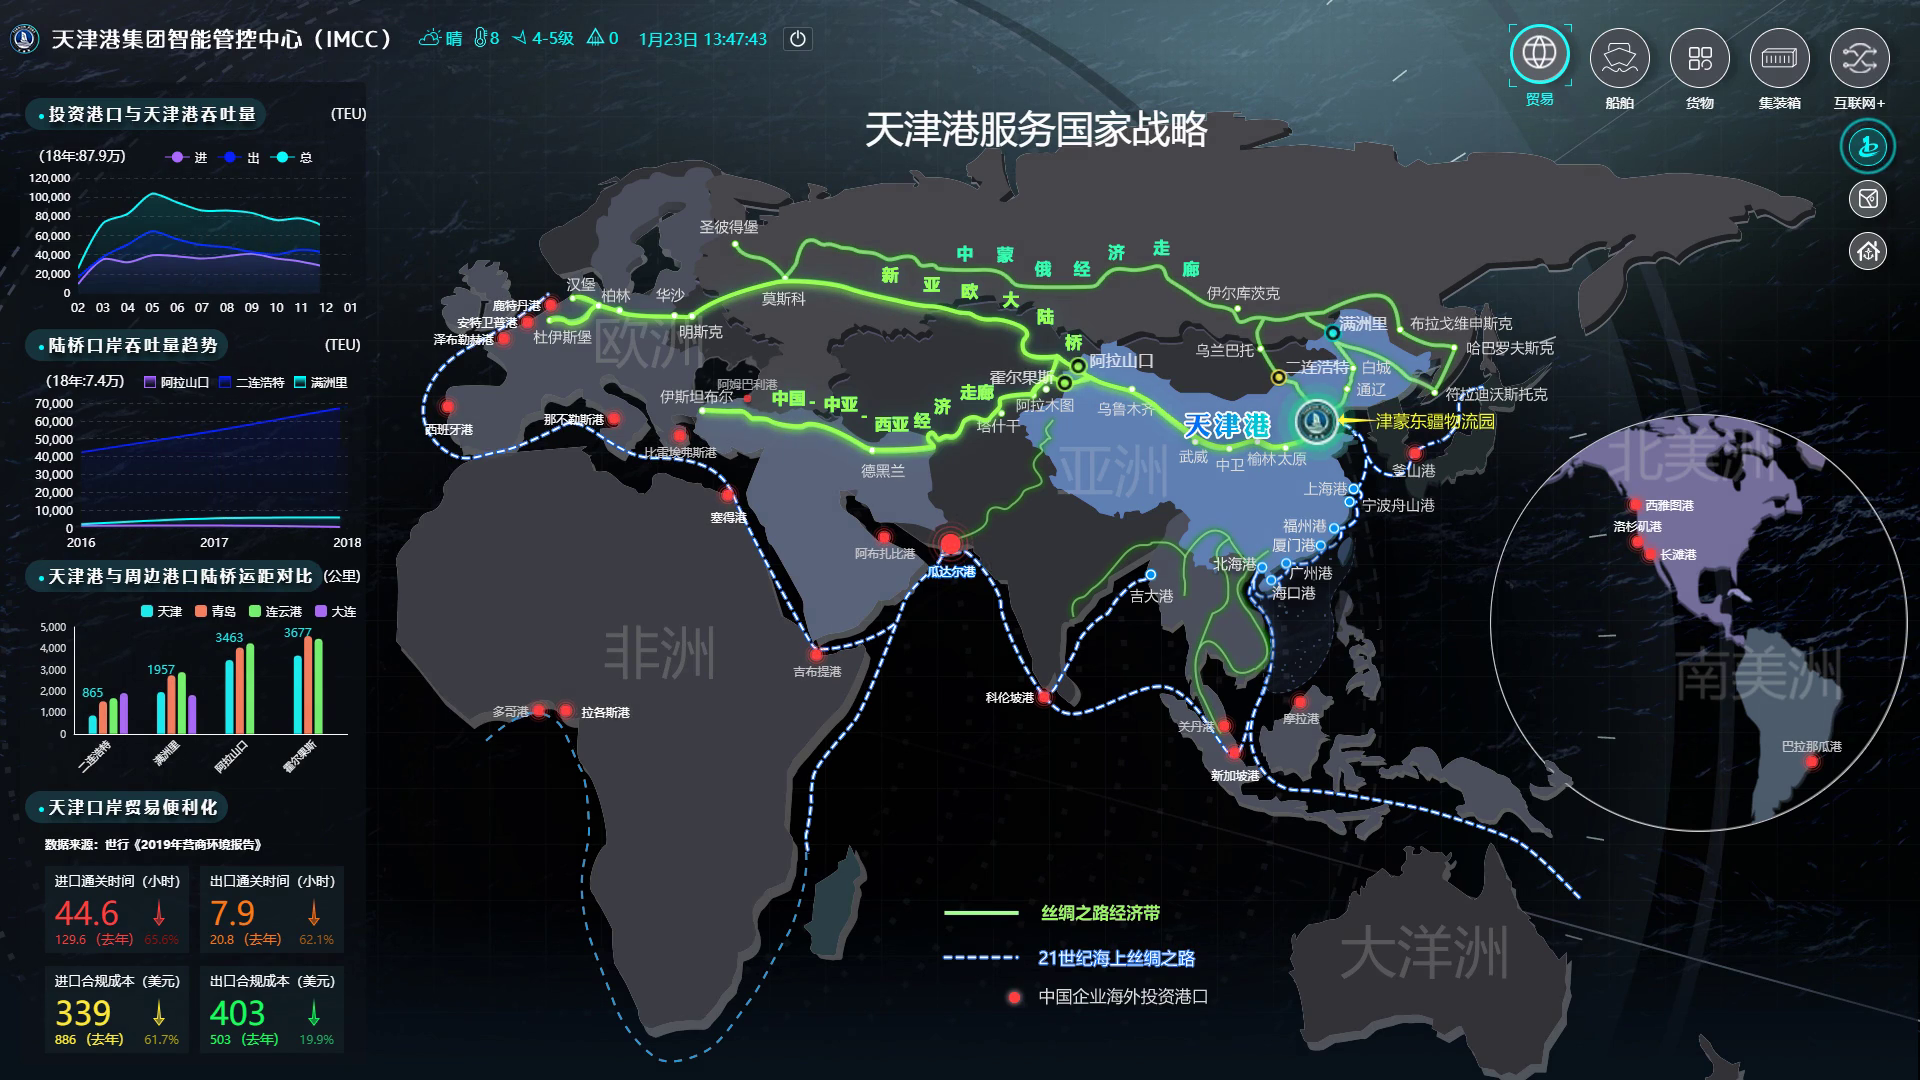 天津港集团智能管控中心（IMCC）
晴 8 4-5级 0 1月23日 13:47:43
贸易 船舶 货物 集装箱 互联网+
天津港服务国家战略
投资港口与天津港吞吐量 (TEU)
(18年:87.9万) 进 出 总
120,000
100,000
80,000
60,000
40,000
20,000
0
02 03 04 05 06 07 08 09 10 11 12 01
陆桥口岸吞吐量趋势 (TEU)
(18年:7.4万) 阿拉山口 二连浩特 满洲里
70,000
60,000
50,000
40,000
30,000
20,000
10,000
0
2016 2017 2018
天津港与周边港口陆桥运距对比 (公里)
天津 青岛 连云港 大连
5,000
4,000
3,000
2,000
1,000
0
865 1957 3463 3677
二连浩特 满洲里 阿拉山口 霍尔果斯
天津口岸贸易便利化
数据来源：世行《2019年营商环境报告》
进口通关时间（小时）
44.6
129.6 （去年） 65.6%
出口通关时间（小时）
7.9
20.8 （去年） 62.1%
进口合规成本（美元）
339
886 （去年） 61.7%
出口合规成本（美元）
403
503 （去年） 19.9%
圣彼得堡
中蒙俄经济走廊
新亚欧大陆桥
中国-中亚-西亚经济走廊
汉堡
柏林
华沙
莫斯科
明斯克
杜伊斯堡
鹿特丹港
安特卫普港
泽布勒赫港
欧洲
伊尔库茨克
满洲里
布拉戈维申斯克
哈巴罗夫斯克
乌兰巴托
二连浩特
白城
通辽
符拉迪沃斯托克
阿拉山口
霍尔果斯
阿拉木图
乌鲁木齐
塔什干
阿姆巴利港
伊斯坦布尔
德黑兰
西班牙港
那不勒斯港
比雷埃弗斯港
塞得港
天津港
津蒙东疆物流园
武威
中卫
榆林
太原
釜山港
亚洲
上海港
宁波舟山港
福州港
厦门港
广州港
北海港
海口港
吉大港
阿布扎比港
瓜达尔港
非洲
吉布提港
多哥港
拉各斯港
科伦坡港
关丹港
新加坡港
摩拉港
北美洲
西雅图港
洛杉矶港
长滩港
南美洲
巴拉那瓜港
大洋洲
丝绸之路经济带
21世纪海上丝绸之路
中国企业海外投资港口